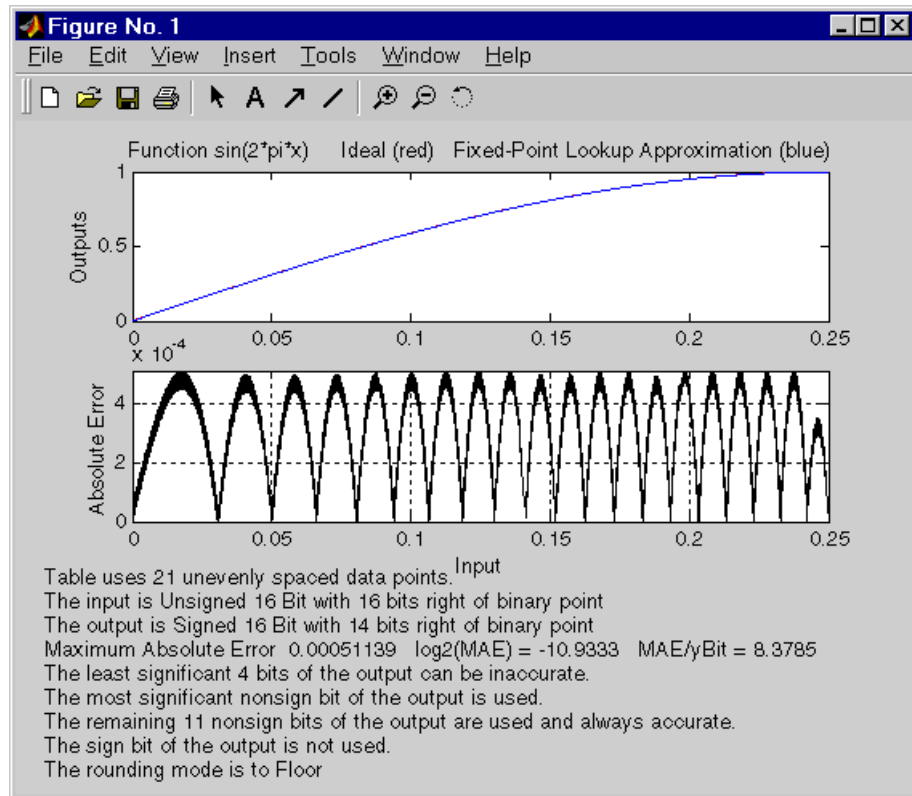 Figure No. 1
File Edit View Insert Tools Window Help
A
Function sin(2*pi*x) Ideal (red) Fixed-Point Lookup Approximation (blue)
1
0.5
0
Outputs
0 0.05 0.1 0.15 0.2 0.25
x 10^-4
4
2
0
Absolute Error
0 0.05 0.1 0.15 0.2 0.25
Input
Table uses 21 unevenly spaced data points.
The input is Unsigned 16 Bit with 16 bits right of binary point
The output is Signed 16 Bit with 14 bits right of binary point
Maximum Absolute Error 0.00051139 log2(MAE) = -10.9333 MAE/yBit = 8.3785
The least significant 4 bits of the output can be inaccurate.
The most significant nonsign bit of the output is used.
The remaining 11 nonsign bits of the output are used and always accurate.
The sign bit of the output is not used.
The rounding mode is to Floor